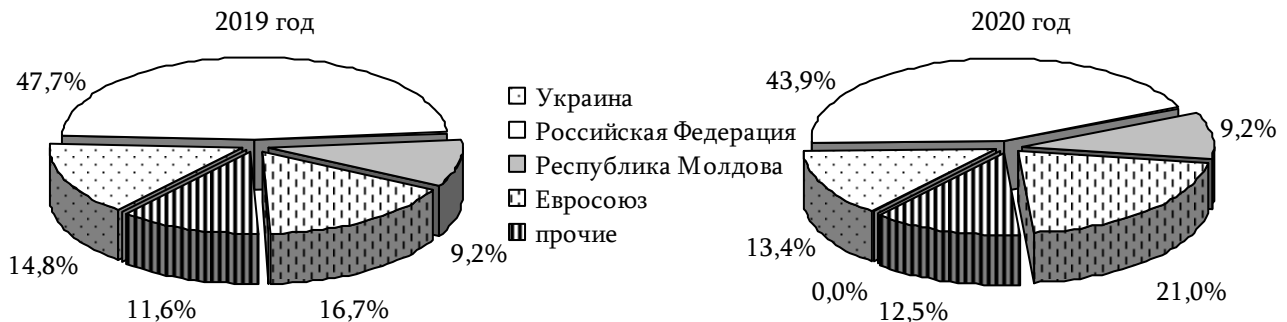 2019 год
47,7%
14,8%
11,6%
16,7%
9,2%
Украина
Российская Федерация
Республика Молдова
Евросоюз
прочие
2020 год
43,9%
9,2%
13,4%
0,0%
12,5%
21,0%